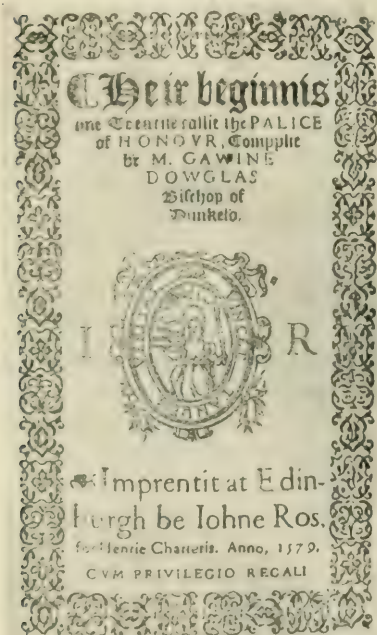 Heir beginnis
ane Treatise callit the PALICE
of HONOVR, Compylit
be M. GAWINE
DOWGLAS
Bischop of
Dunkeld.
I R
Imprentit at Edin-
burgh be Iohne Ros,
for Henrie Charteris. Anno, 1579.
CVM PRIVILEGIO REGALI